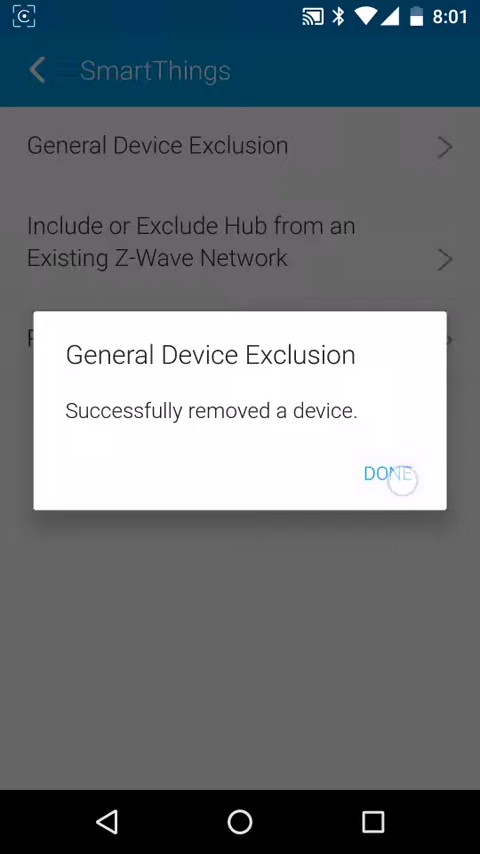 8:01
SmartThings
General Device Exclusion
Include or Exclude Hub from an
Existing Z-Wave Network
General Device Exclusion
Successfully removed a device.
DONE